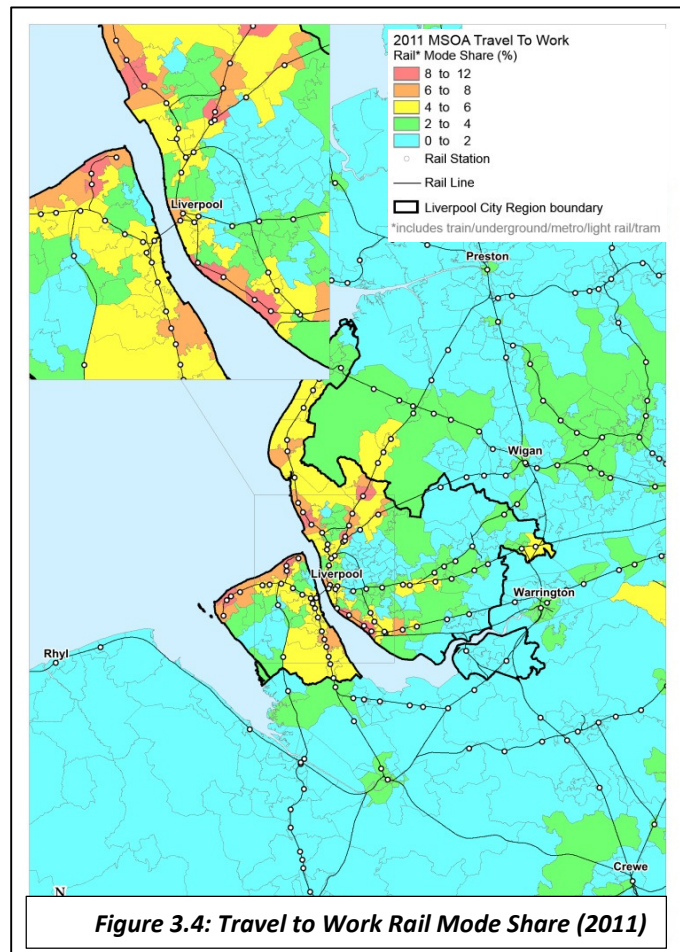 2011 MSOA Travel To Work
Rail* Mode Share (%)
8 to 12
6 to 8
4 to 6
2 to 4
0 to 2
Rail Station
Rail Line
Liverpool City Region boundary
*includes train/underground/metro/light rail/tram
Liverpool
Preston
Wigan
Liverpool
Warrington
Rhyl
Crewe
N
Figure 3.4: Travel to Work Rail Mode Share (2011)